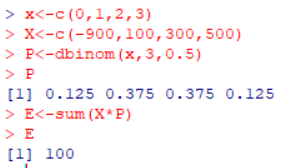 > x<-c(0,1,2,3)
> X<-c(-900,100,300,500)
> P<-dbinom(x,3,0.5)
> P
[1] 0.125 0.375 0.375 0.125
> E<-sum(X*P)
> E
[1] 100